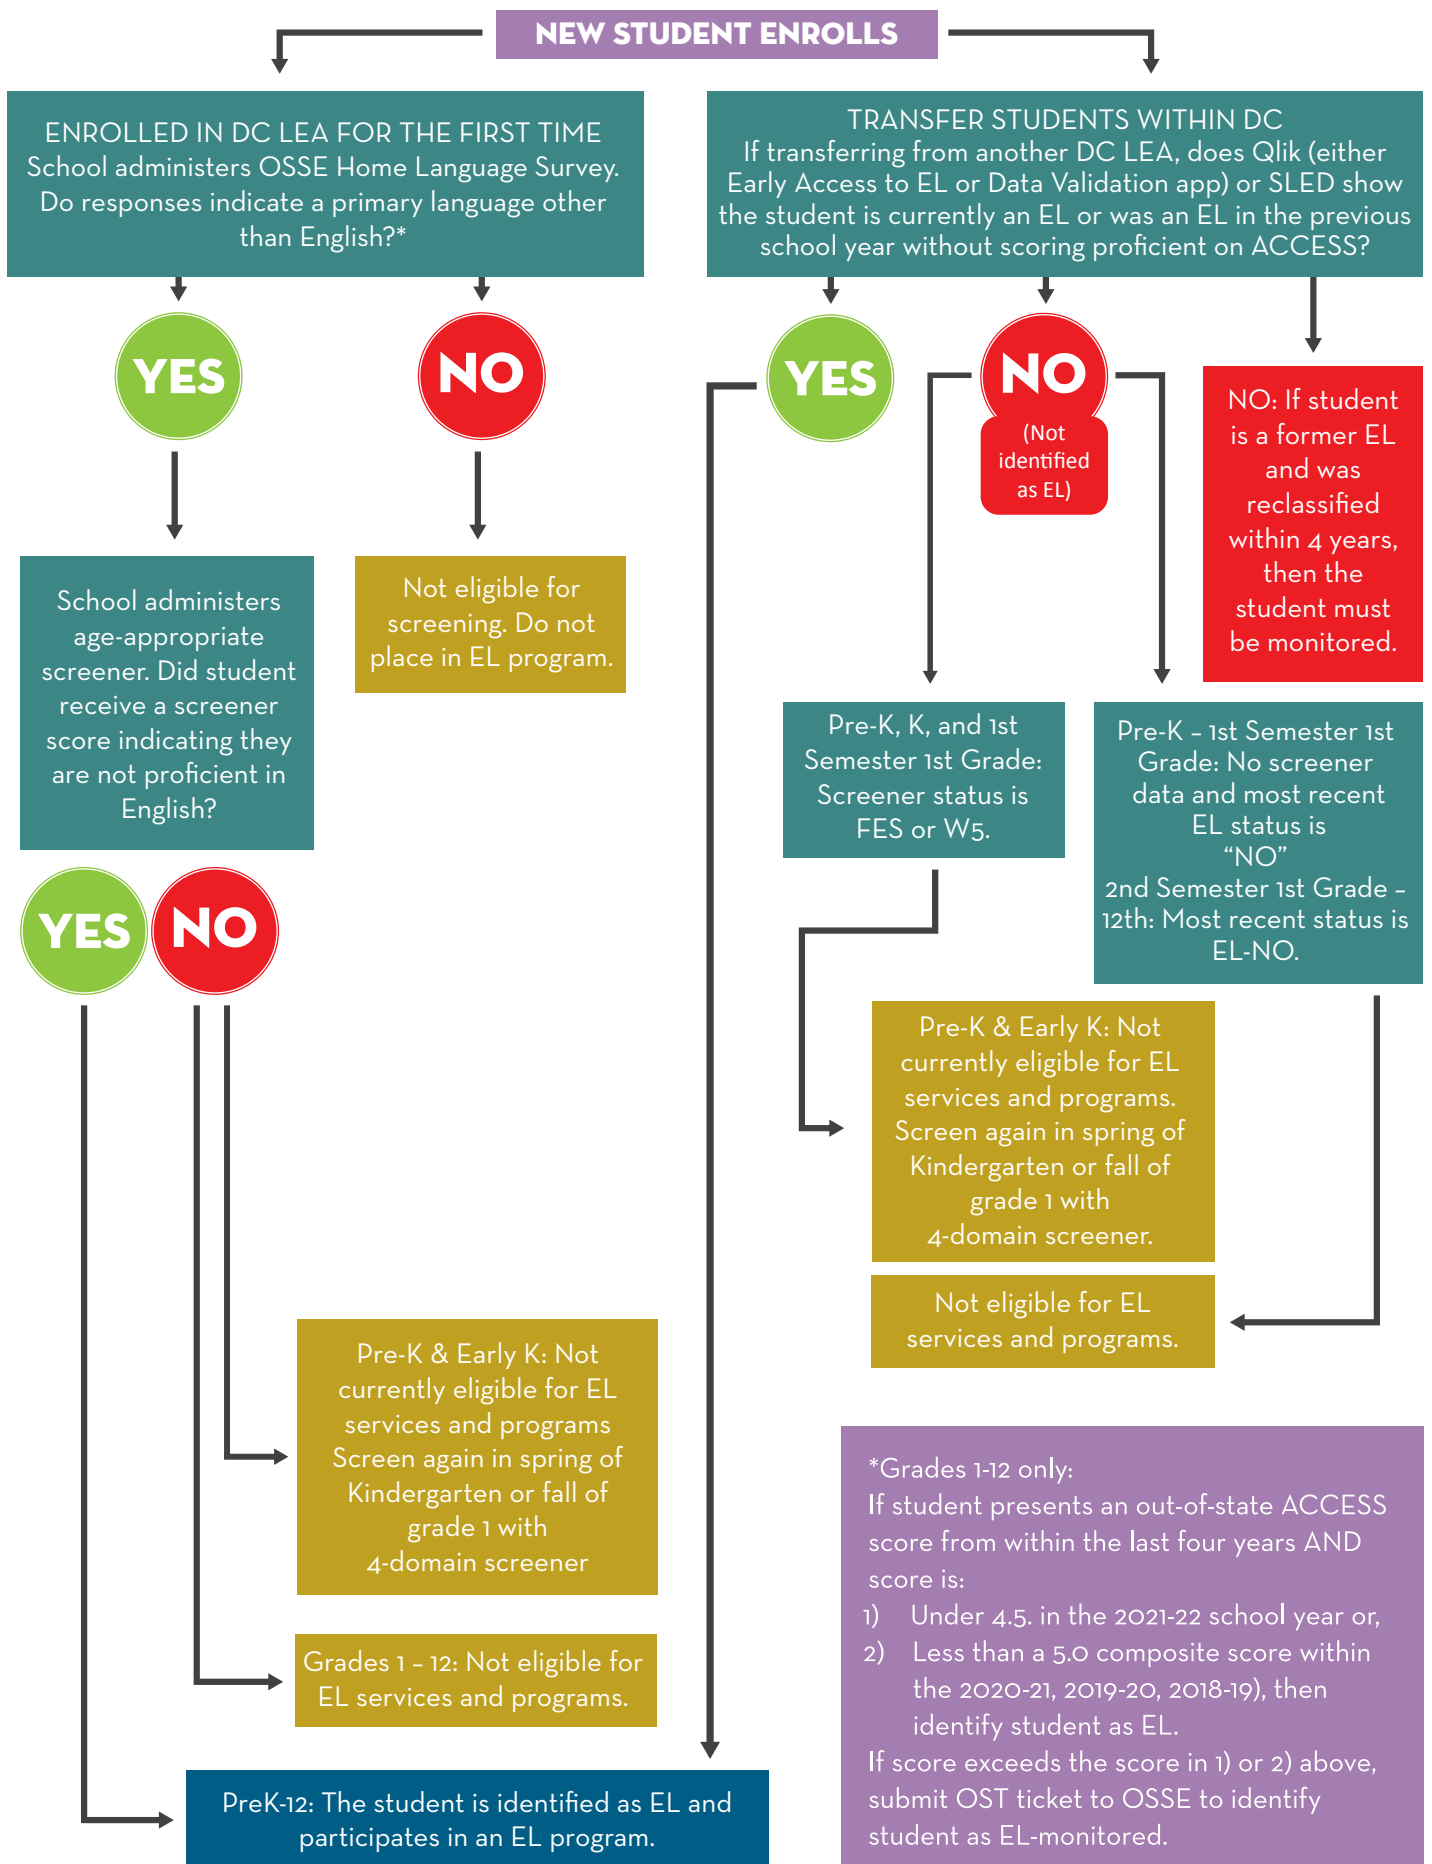 NEW STUDENT ENROLLS
ENROLLED IN DC LEA FOR THE FIRST TIME
School administers OSSE Home Language Survey.
Do responses indicate a primary language other
than English?*
TRANSFER STUDENTS WITHIN DC
If transferring from another DC LEA, does Qlik (either
Early Access to EL or Data Validation app) or SLED show
the student is currently an EL or was an EL in the previous
school year without scoring proficient on ACCESS?
YES
NO
YES
NO
(Not
identified
as EL)
NO: If student
is a former EL
and was
reclassified
within 4 years,
then the
student must
be monitored.
School administers
age-appropriate
screener. Did student
receive a screener
score indicating they
are not proficient in
English?
Not eligible for
screening. Do not
place in EL program.
Pre-K, K, and 1st
Semester 1st Grade:
Screener status is
FES or W5.
Pre-K – 1st Semester 1st
Grade: No screener
data and most recent
EL status is
“NO”
2nd Semester 1st Grade –
12th: Most recent status is
EL-NO.
YES
NO
Pre-K & Early K: Not
currently eligible for EL
services and programs.
Screen again in spring of
Kindergarten or fall of
grade 1 with
4-domain screener.
Not eligible for EL
services and programs.
Pre-K & Early K: Not
currently eligible for EL
services and programs
Screen again in spring of
Kindergarten or fall of
grade 1 with
4-domain screener
Grades 1 – 12: Not eligible for
EL services and programs.
PreK-12: The student is identified as EL and
participates in an EL program.
*Grades 1-12 only:
If student presents an out-of-state ACCESS
score from within the last four years AND
score is:
1) Under 4.5. in the 2021-22 school year or,
2) Less than a 5.0 composite score within
the 2020-21, 2019-20, 2018-19), then
identify student as EL.
If score exceeds the score in 1) or 2) above,
submit OST ticket to OSSE to identify
student as EL-monitored.